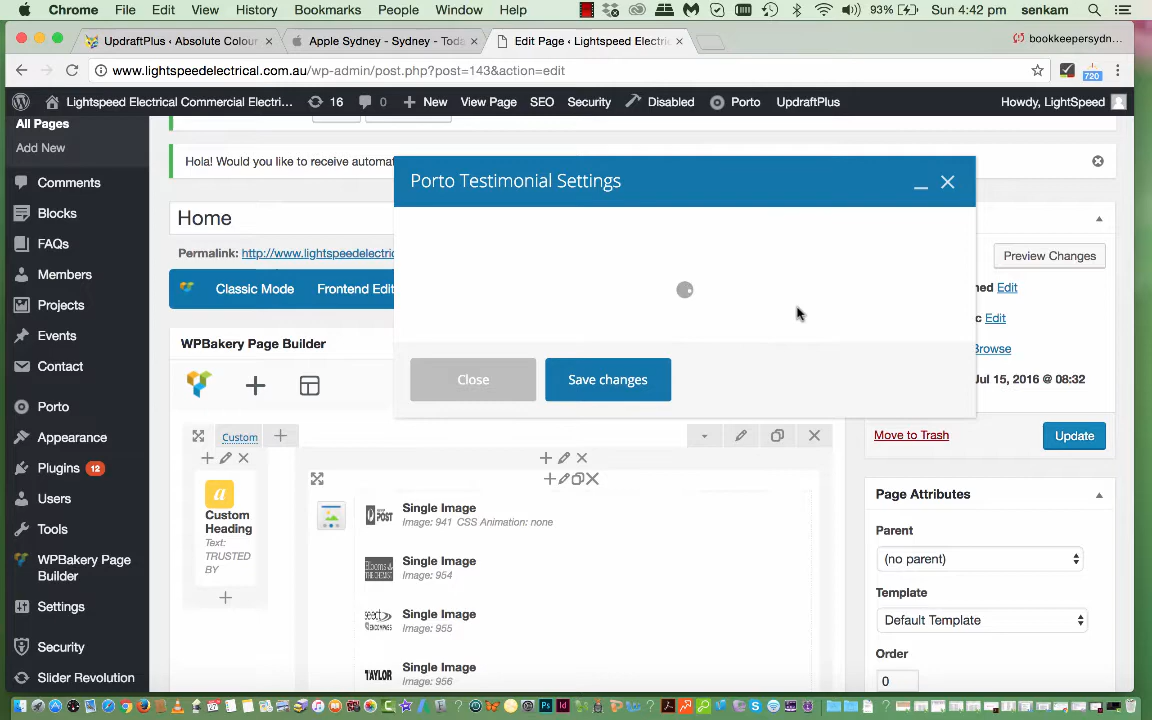 Chrome File Edit View History Bookmarks People Window Help 93% Sun 4:42 pm senkam
UpdraftPlus ‹ Absolute Colour Apple Sydney - Sydney - Toda Edit Page ‹ Lightspeed Electric bookkeepersydn...
www.lightspeedelectrical.com.au/wp-admin/post.php?post=143&action=edit 720
Lightspeed Electrical Commercial Electri... 16 0 New View Page SEO Security Disabled Porto UpdraftPlus Howdy, LightSpeed
All Pages
Add New
Comments
Blocks
FAQs
Members
Projects
Events
Contact
Porto
Appearance
Plugins 12
Users
Tools
WPBakery Page
Builder
Settings
Security
Slider Revolution
Hola! Would you like to receive automat
Home
Permalink: http://www.lightspeedelectric
Classic Mode Frontend Edit
WPBakery Page Builder
Porto Testimonial Settings
Close Save changes
Custom
Custom
Heading
Text:
TRUSTED
BY
Single Image
Image: 941 CSS Animation: none
POST
Single Image
Image: 954
Single Image
Image: 955
Single Image
Image: 956
TAYLOR
Preview Changes
ned Edit
c Edit
Browse
Jul 15, 2016 @ 08:32
Move to Trash Update
Page Attributes
Parent
(no parent)
Template
Default Template
Order
0